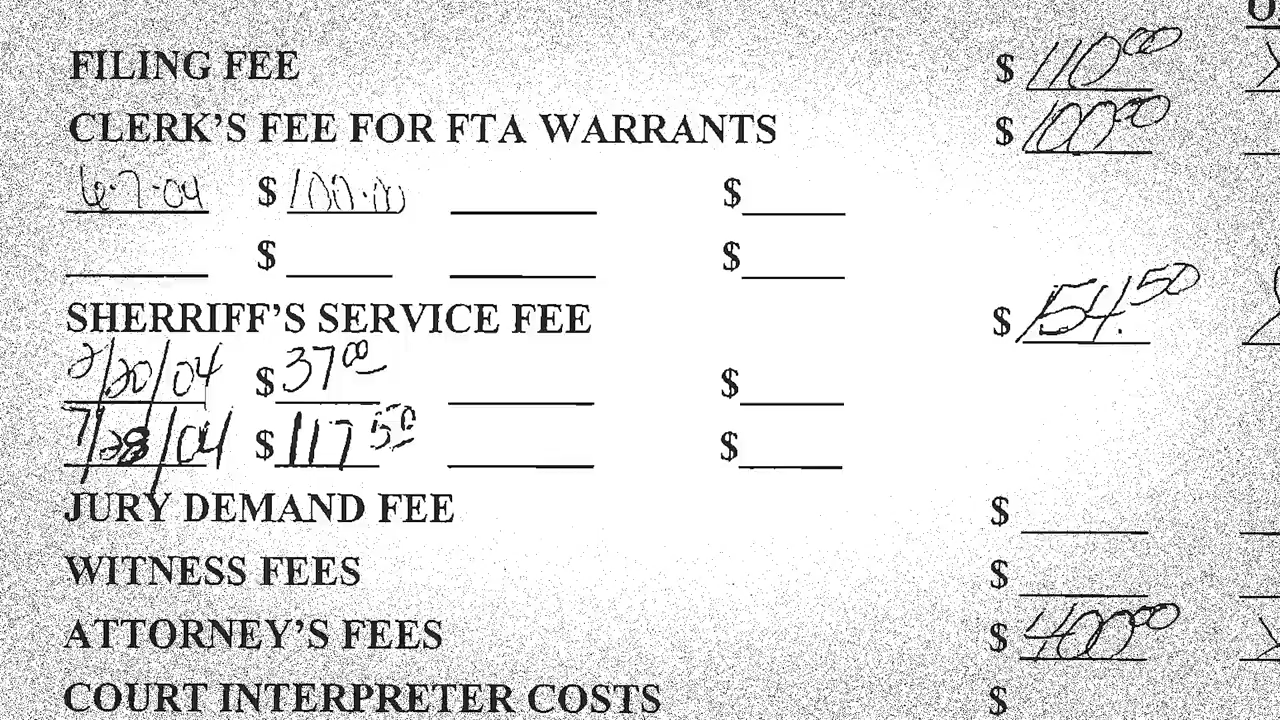 FILING FEE $ 110 00
CLERK'S FEE FOR FTA WARRANTS $ 100 00
6-7-04 $ 100.00 $
$ $
SHERRIFF'S SERVICE FEE $ 154.50
2/20/04 $ 37 00 $
7/28/04 $ 117 50 $
JURY DEMAND FEE $
WITNESS FEES $
ATTORNEY'S FEES $ 400 00
COURT INTERPRETER COSTS $